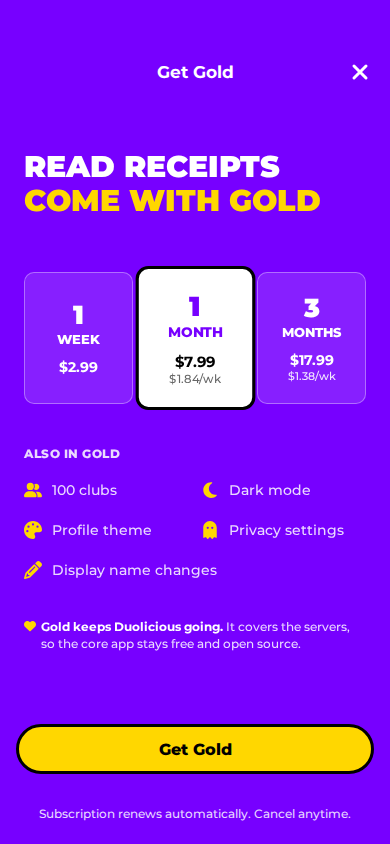 Get Gold
READ RECEIPTS
COME WITH GOLD
1
WEEK
$2.99
1
MONTH
$7.99
$1.84/wk
3
MONTHS
$17.99
$1.38/wk
ALSO IN GOLD
100 clubs
Dark mode
Profile theme
Privacy settings
Display name changes
Gold keeps Duolicious going. It covers the servers,
so the core app stays free and open source.
Get Gold
Subscription renews automatically. Cancel anytime.